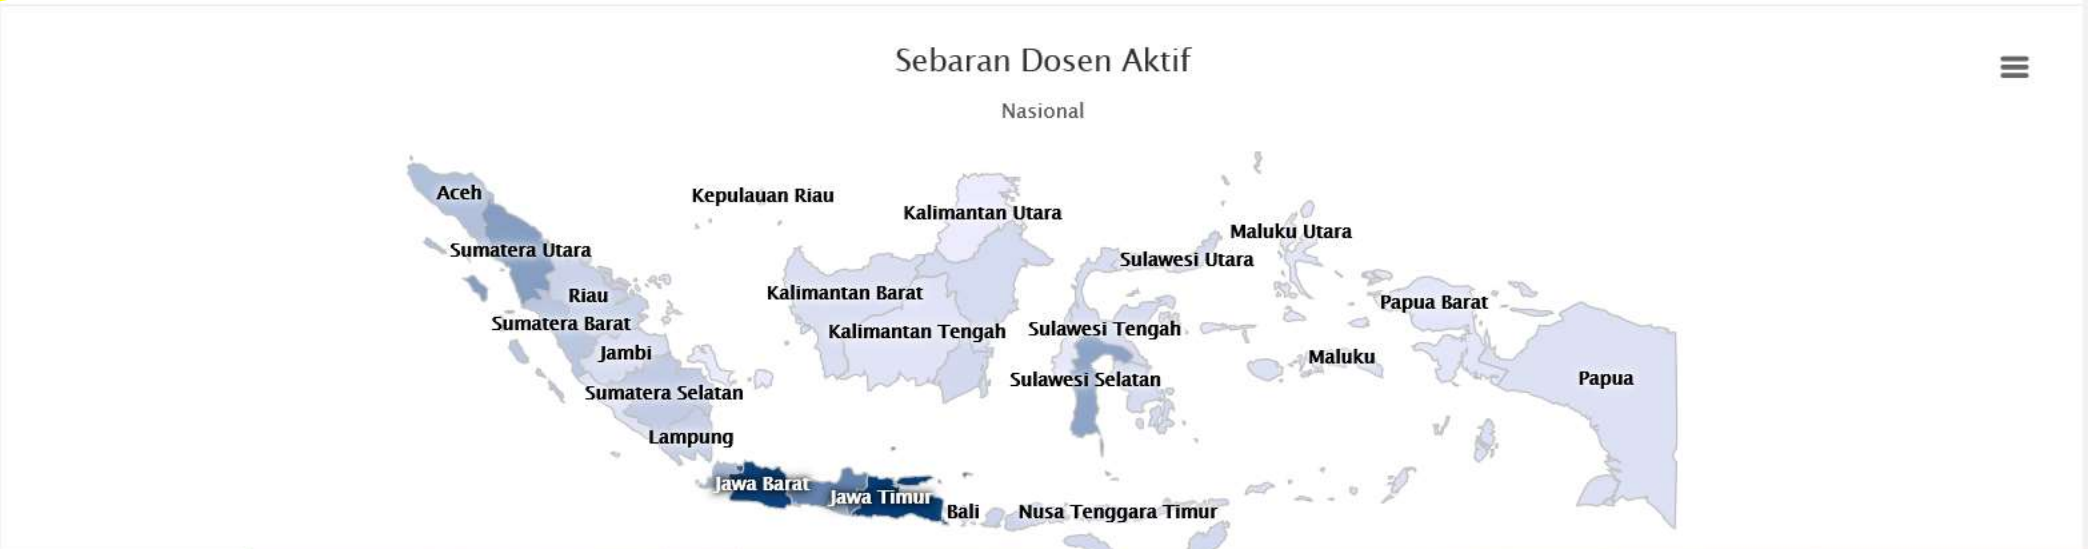 Sebaran Dosen Aktif
Nasional
Aceh
Kepulauan Riau
Kalimantan Utara
Maluku Utara
Sumatera Utara
Sulawesi Utara
Riau
Kalimantan Barat
Papua Barat
Sumatera Barat
Kalimantan Tengah
Sulawesi Tengah
Jambi
Maluku
Sulawesi Selatan
Papua
Sumatera Selatan
Lampung
Jawa Barat
Jawa Timur
Bali
Nusa Tenggara Timur